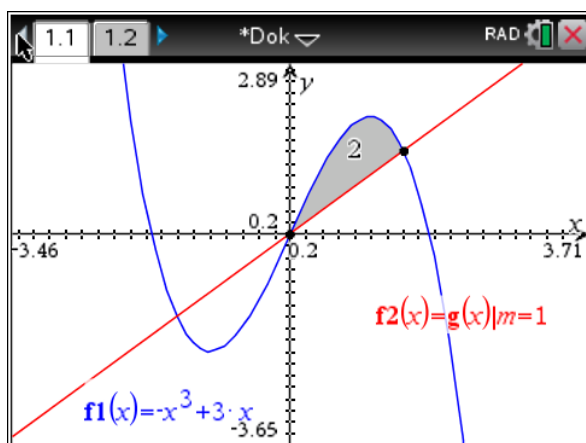 1.1 1.2 *Dok RAD
2.89 y
2
0.2
-3.46 0.2 3.71 x
f2(x)=g(x)|m=1
f1(x)=-x³+3·x
-3.65